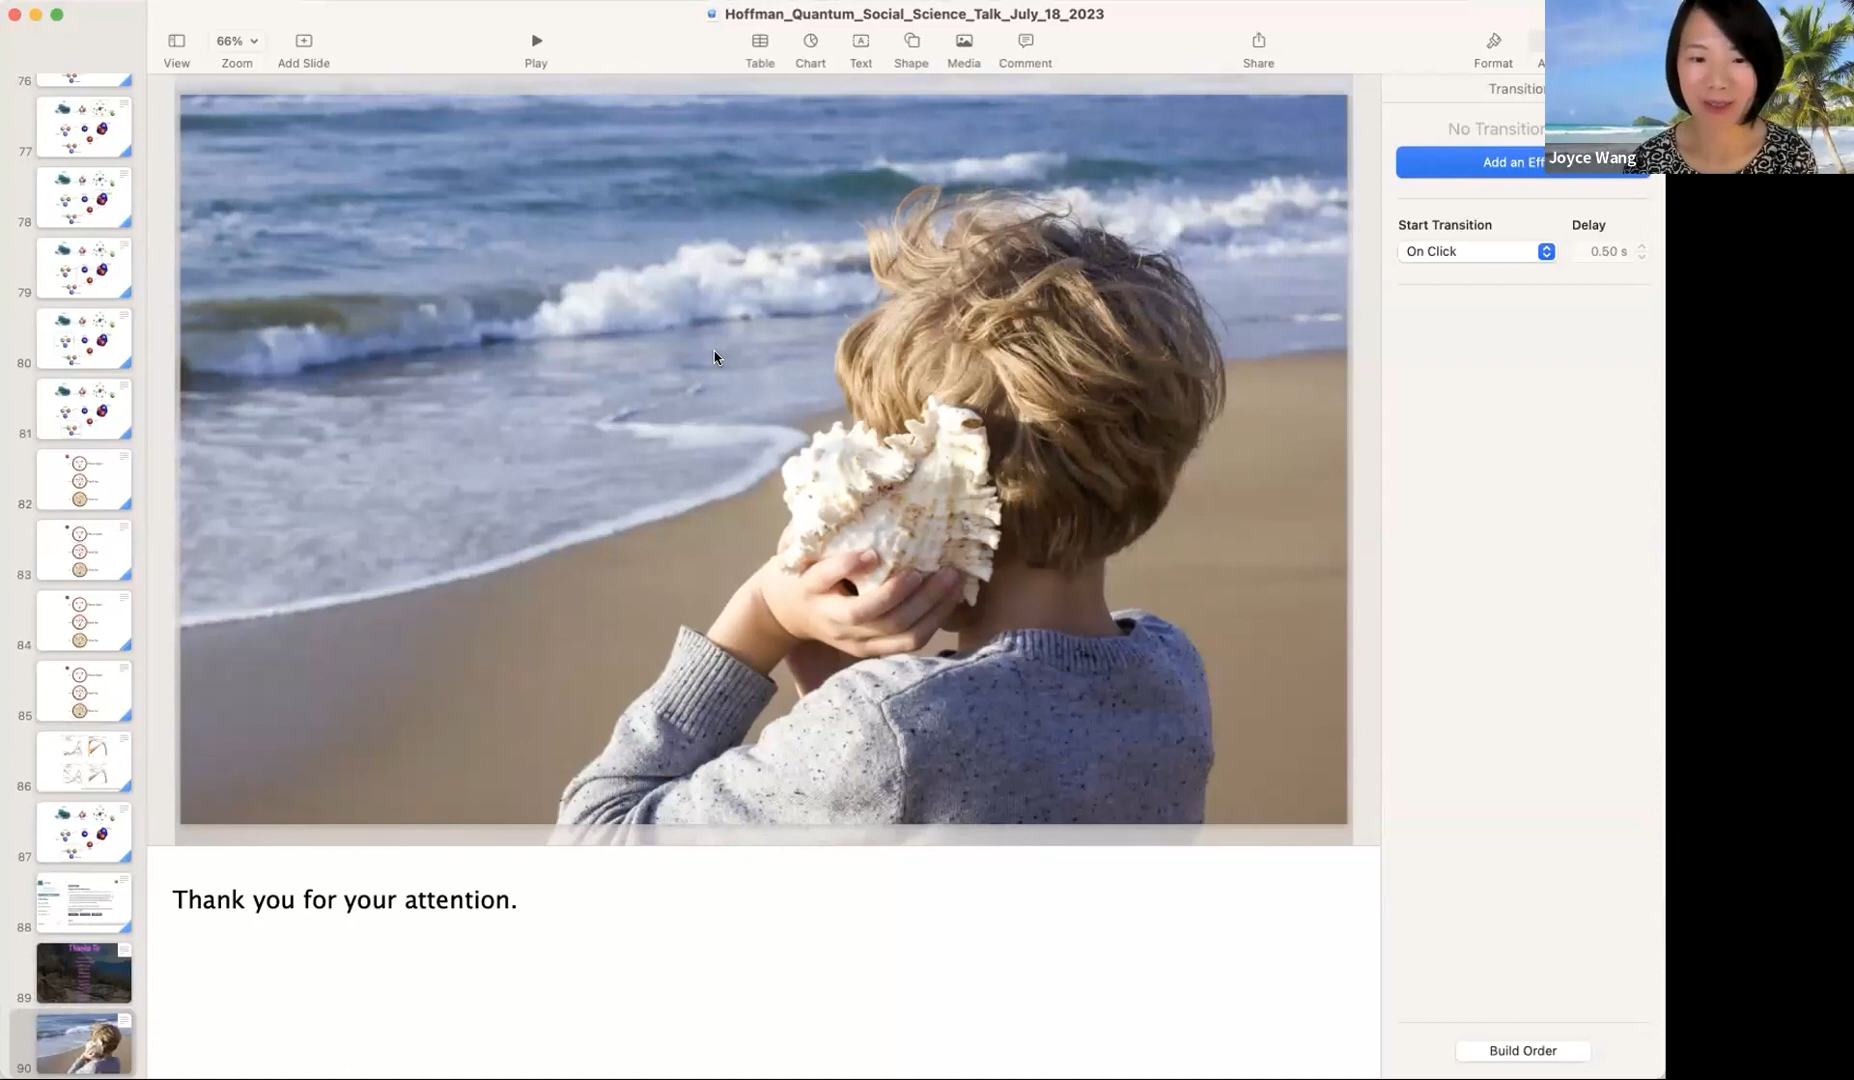 Hoffman_Quantum_Social_Science_Talk_July_18_2023
66%
View
Zoom
Add Slide
Play
Table
Chart
Text
Shape
Media
Comment
Share
Format
Joyce Wang
Add an Eff
Start Transition
Delay
On Click
0.50 s
76
77
78
79
80
81
82
83
84
85
86
87
88
Thanks To
89
90
Thank you for your attention.
Build Order